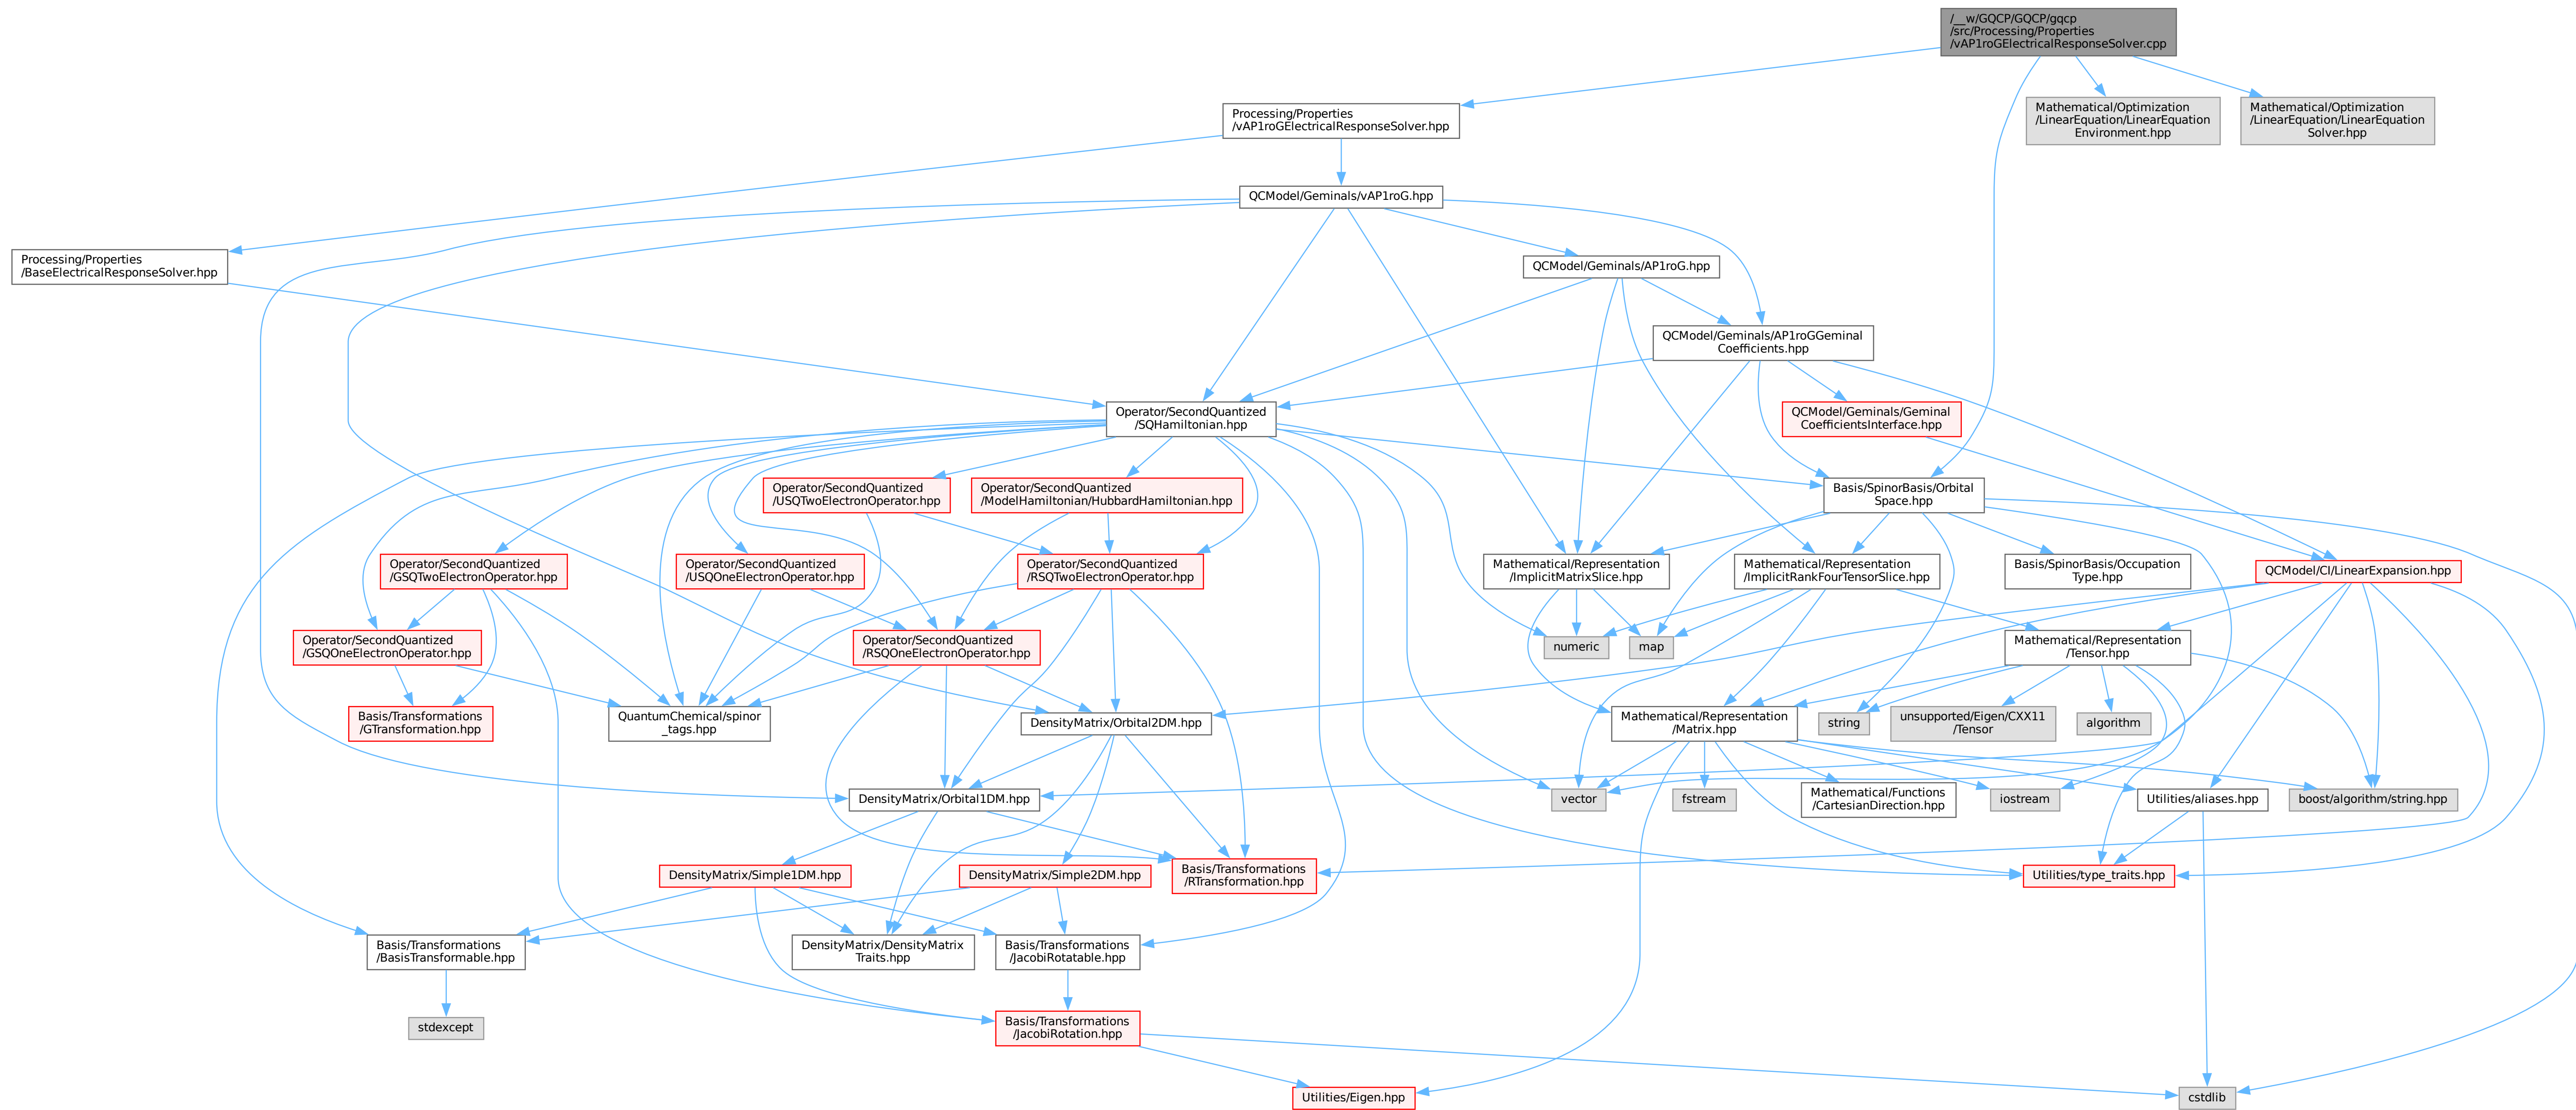 /__w/GQCP/GQCP/gqcp
/src/Processing/Properties
/vAP1roGElectricalResponseSolver.cpp
Processing/Properties
/vAP1roGElectricalResponseSolver.hpp
Mathematical/Optimization
/LinearEquation/LinearEquation
Environment.hpp
Mathematical/Optimization
/LinearEquation/LinearEquation
Solver.hpp
QCModel/Geminals/vAP1roG.hpp
Processing/Properties
/BaseElectricalResponseSolver.hpp
QCModel/Geminals/AP1roG.hpp
QCModel/Geminals/AP1roGGeminal
Coefficients.hpp
Operator/SecondQuantized
/SQHamiltonian.hpp
QCModel/Geminals/Geminal
CoefficientsInterface.hpp
Operator/SecondQuantized
/USQTwoElectronOperator.hpp
Operator/SecondQuantized
/ModelHamiltonian/HubbardHamiltonian.hpp
Basis/SpinorBasis/Orbital
Space.hpp
Operator/SecondQuantized
/GSQTwoElectronOperator.hpp
Operator/SecondQuantized
/USQOneElectronOperator.hpp
Operator/SecondQuantized
/RSQTwoElectronOperator.hpp
Mathematical/Representation
/ImplicitMatrixSlice.hpp
Mathematical/Representation
/ImplicitRankFourTensorSlice.hpp
Basis/SpinorBasis/Occupation
Type.hpp
QCModel/CI/LinearExpansion.hpp
Operator/SecondQuantized
/GSQOneElectronOperator.hpp
Operator/SecondQuantized
/RSQOneElectronOperator.hpp
numeric
map
Mathematical/Representation
/Tensor.hpp
Basis/Transformations
/GTransformation.hpp
QuantumChemical/spinor
_tags.hpp
DensityMatrix/Orbital2DM.hpp
Mathematical/Representation
/Matrix.hpp
string
unsupported/Eigen/CXX11
/Tensor
algorithm
DensityMatrix/Orbital1DM.hpp
vector
fstream
Mathematical/Functions
/CartesianDirection.hpp
iostream
Utilities/aliases.hpp
boost/algorithm/string.hpp
DensityMatrix/Simple1DM.hpp
DensityMatrix/Simple2DM.hpp
Basis/Transformations
/RTransformation.hpp
Utilities/type_traits.hpp
Basis/Transformations
/BasisTransformable.hpp
DensityMatrix/DensityMatrix
Traits.hpp
Basis/Transformations
/JacobiRotatable.hpp
stdexcept
Basis/Transformations
/JacobiRotation.hpp
Utilities/Eigen.hpp
cstdlib